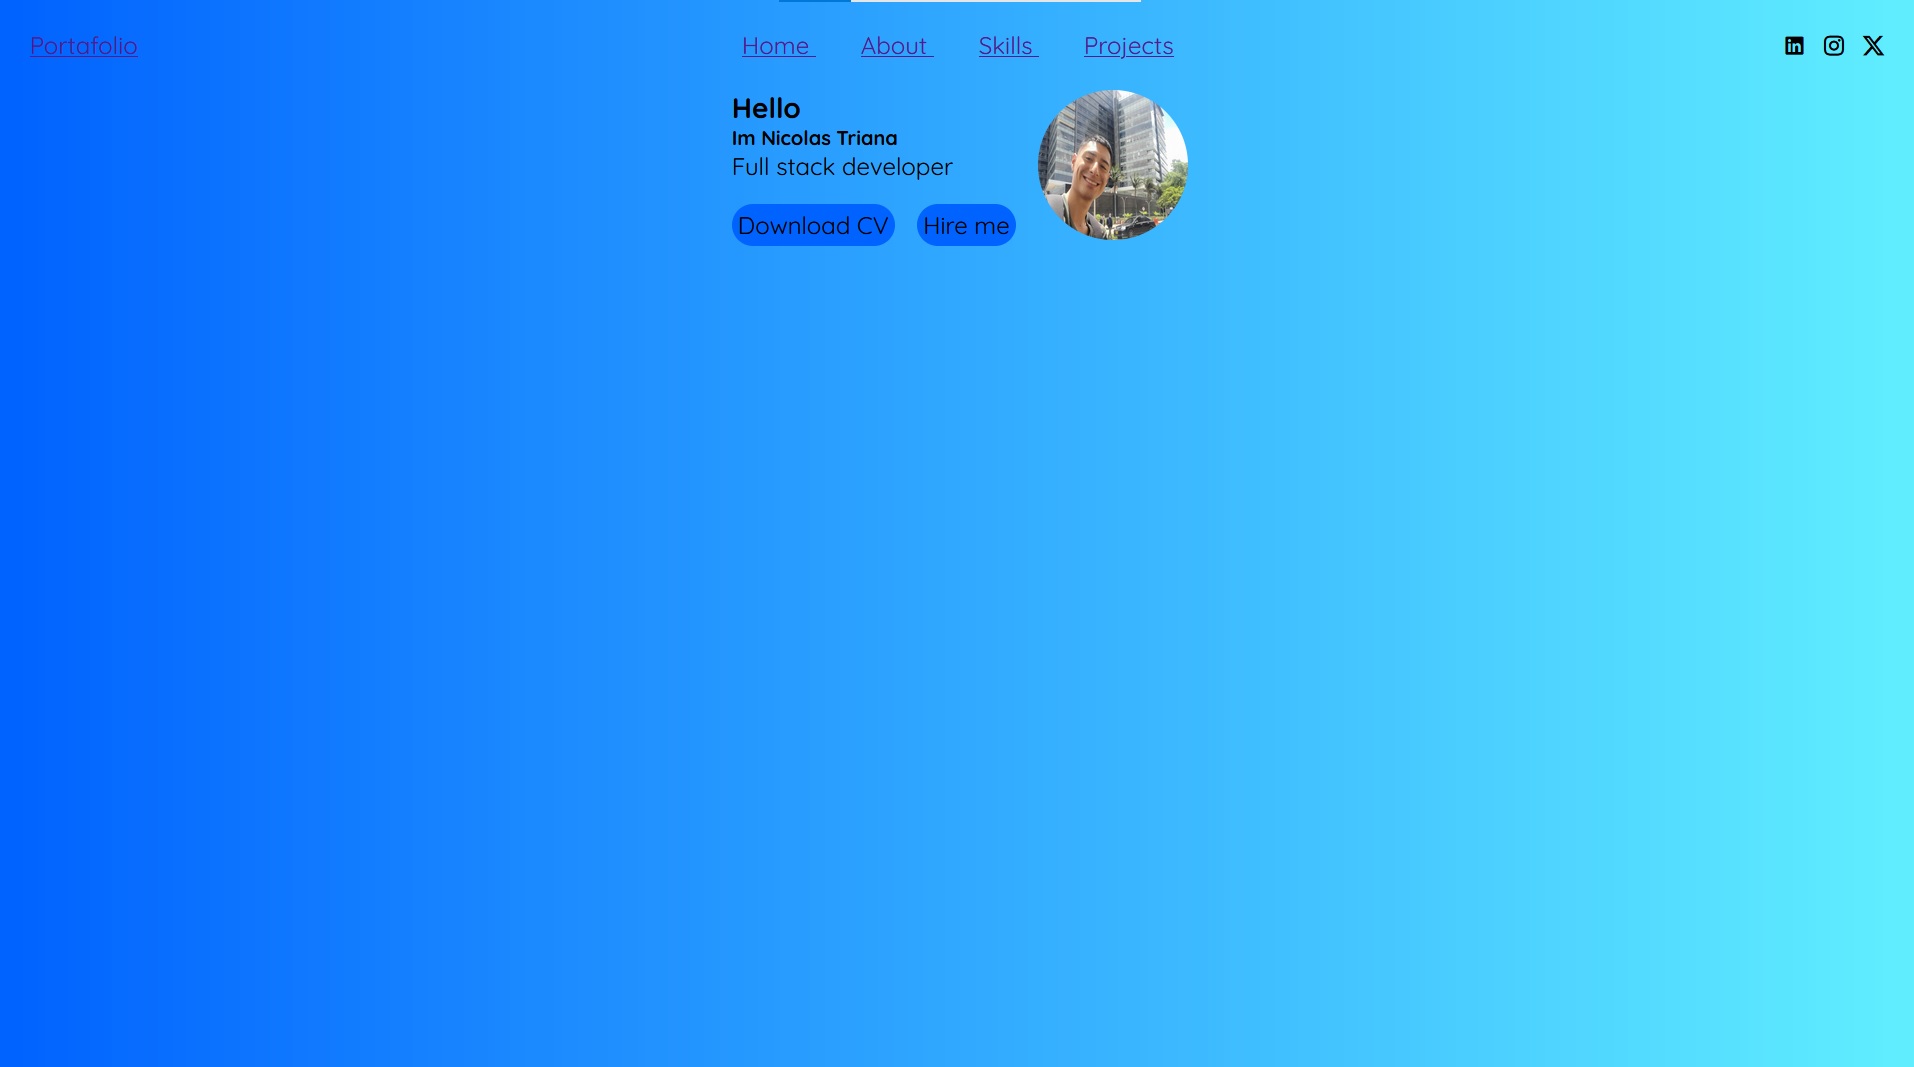 Portafolio Home About Skills Projects
Hello
Im Nicolas Triana
Full stack developer
Download CV Hire me